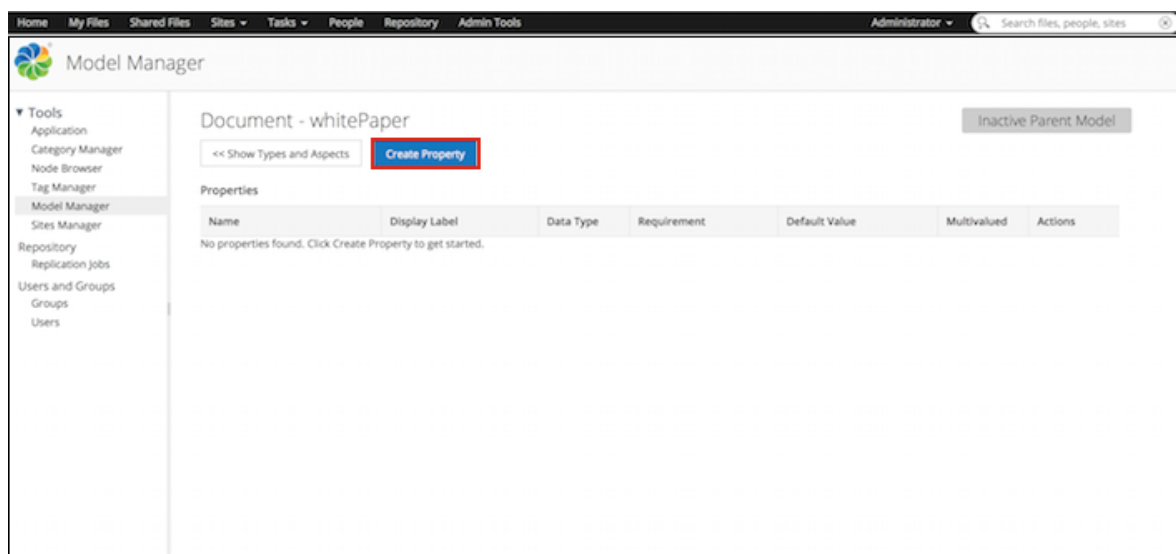 Home My Files Shared Files Sites Tasks People Repository Admin Tools Administrator Search files, people, sites
Model Manager
Tools
Application
Category Manager
Node Browser
Tag Manager
Model Manager
Sites Manager
Repository
Replication Jobs
Users and Groups
Groups
Users
Document - whitePaper Inactive Parent Model
<< Show Types and Aspects Create Property
Properties
Name Display Label Data Type Requirement Default Value Multivalued Actions
No properties found. Click Create Property to get started.